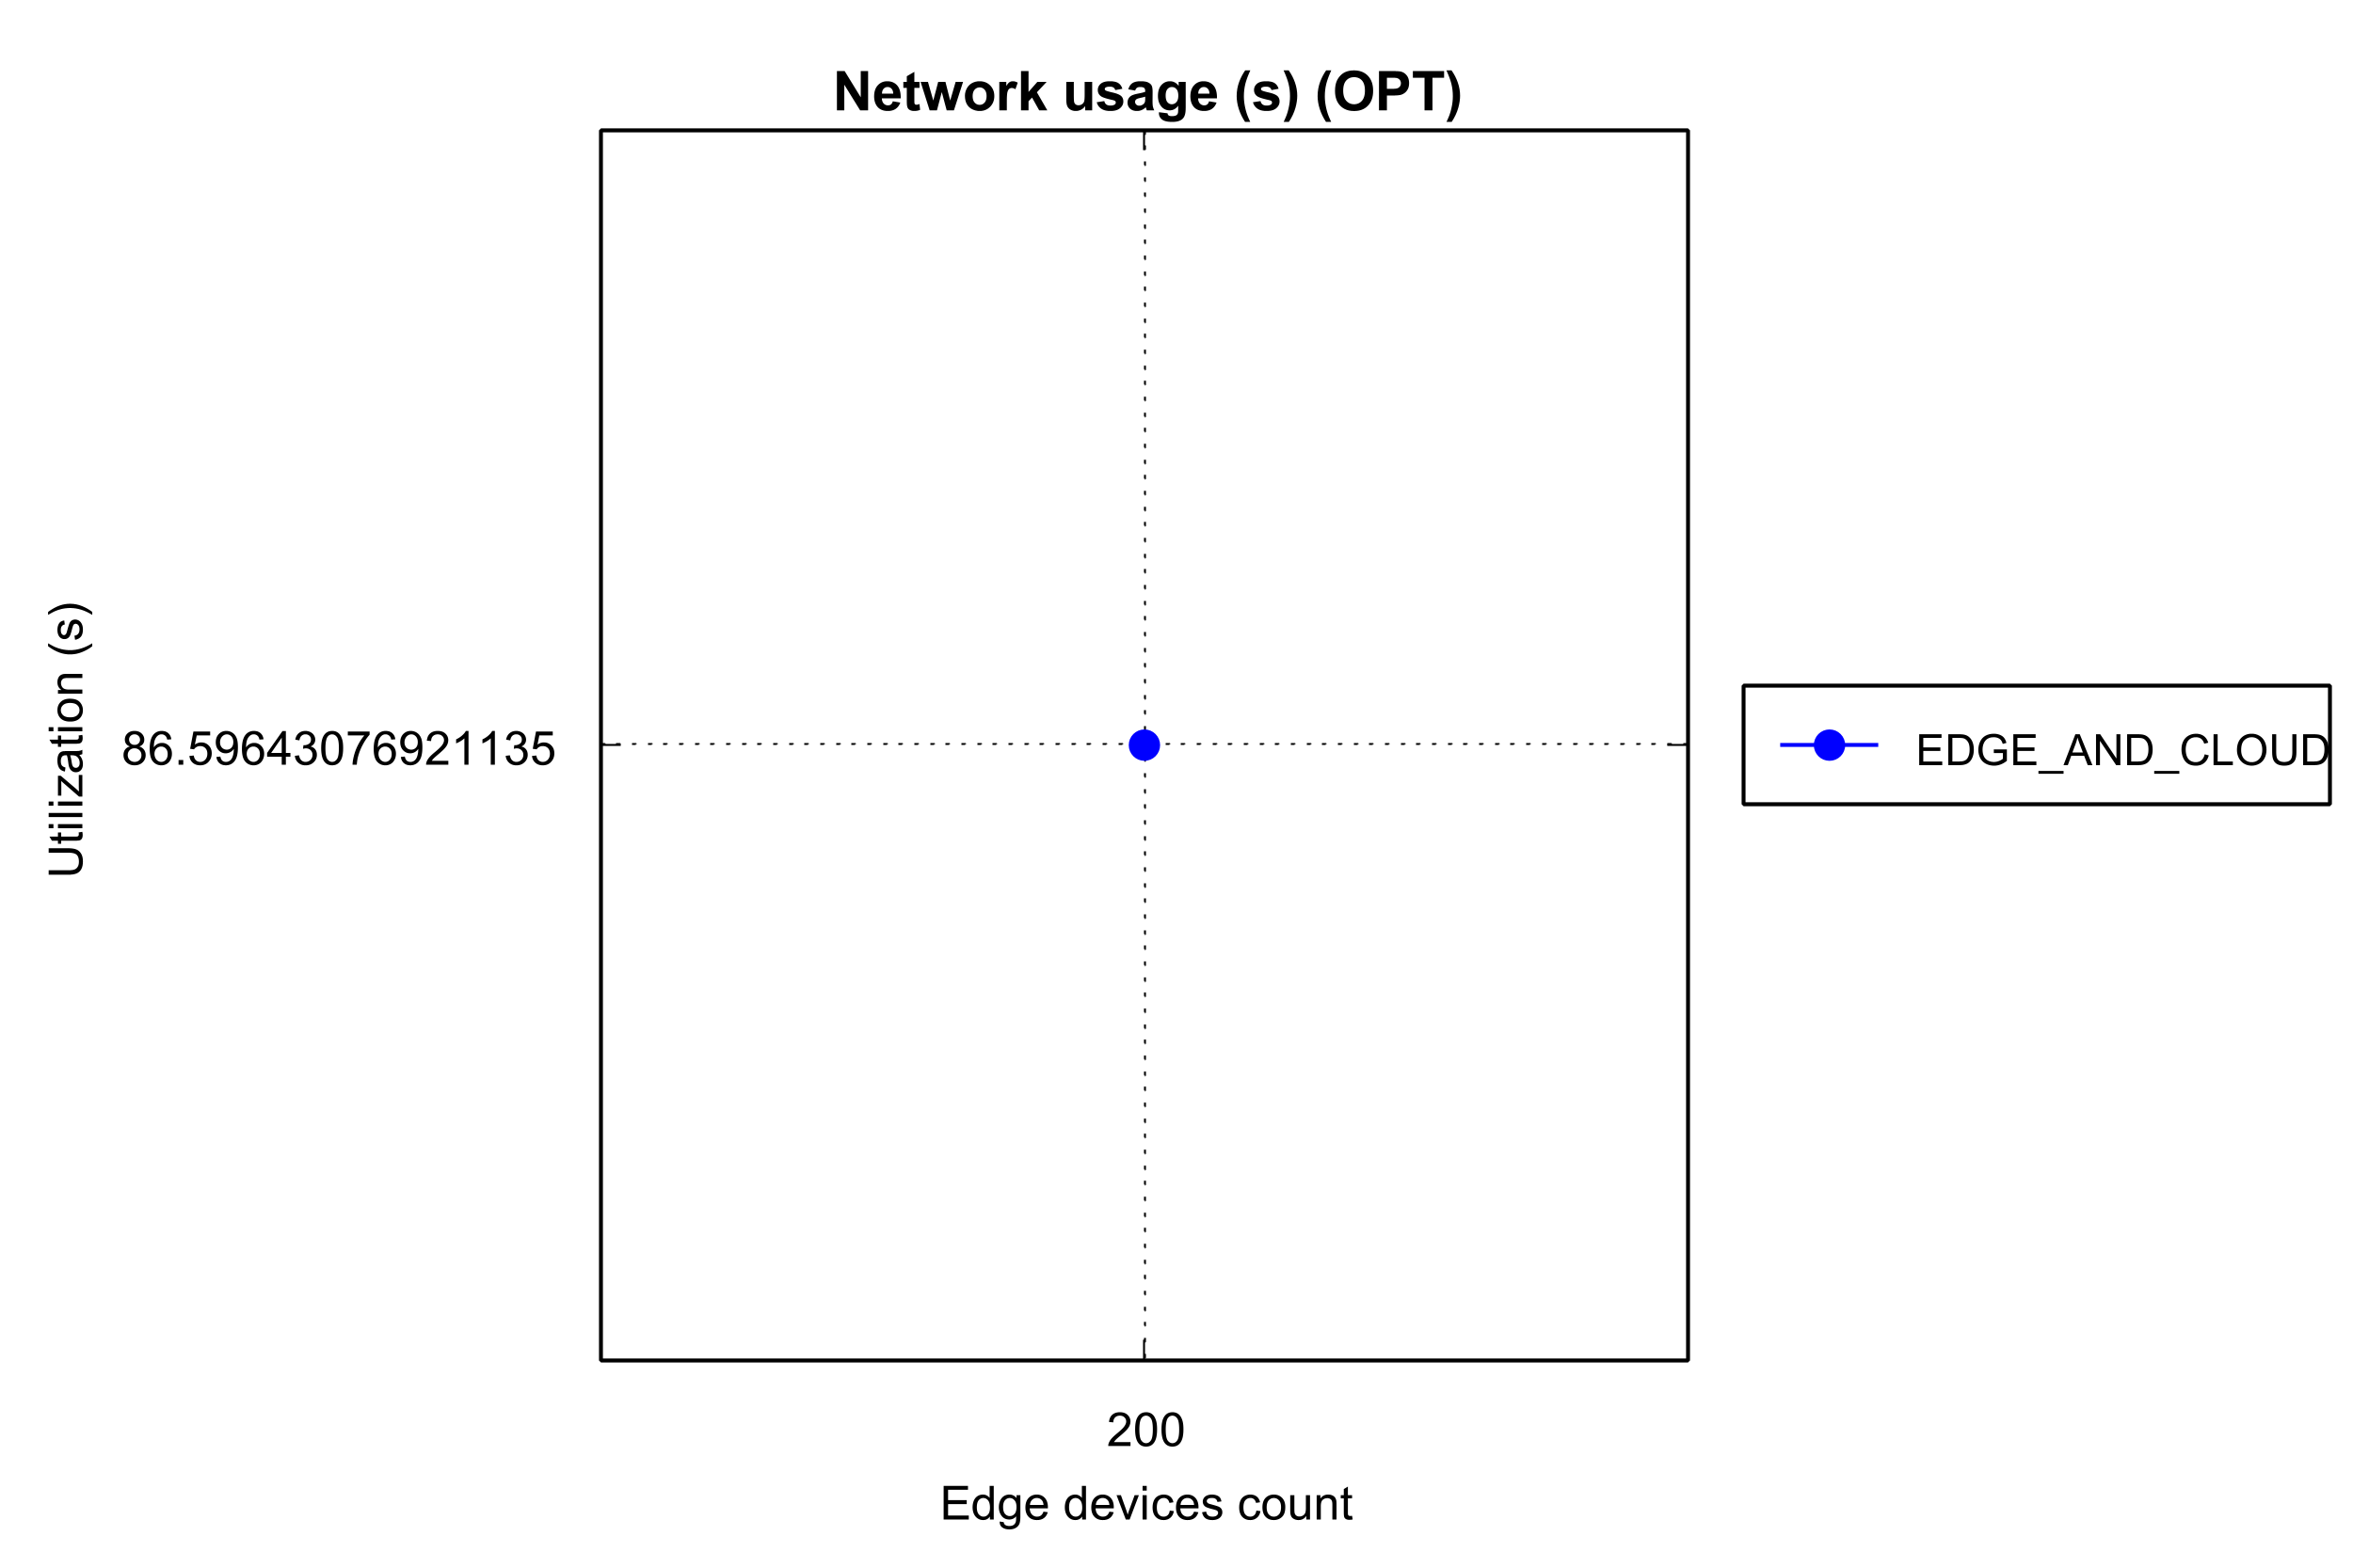 Network usage (s) (OPT)
Utilization (s)
86.59643076921135
EDGE_AND_CLOUD
200
Edge devices count